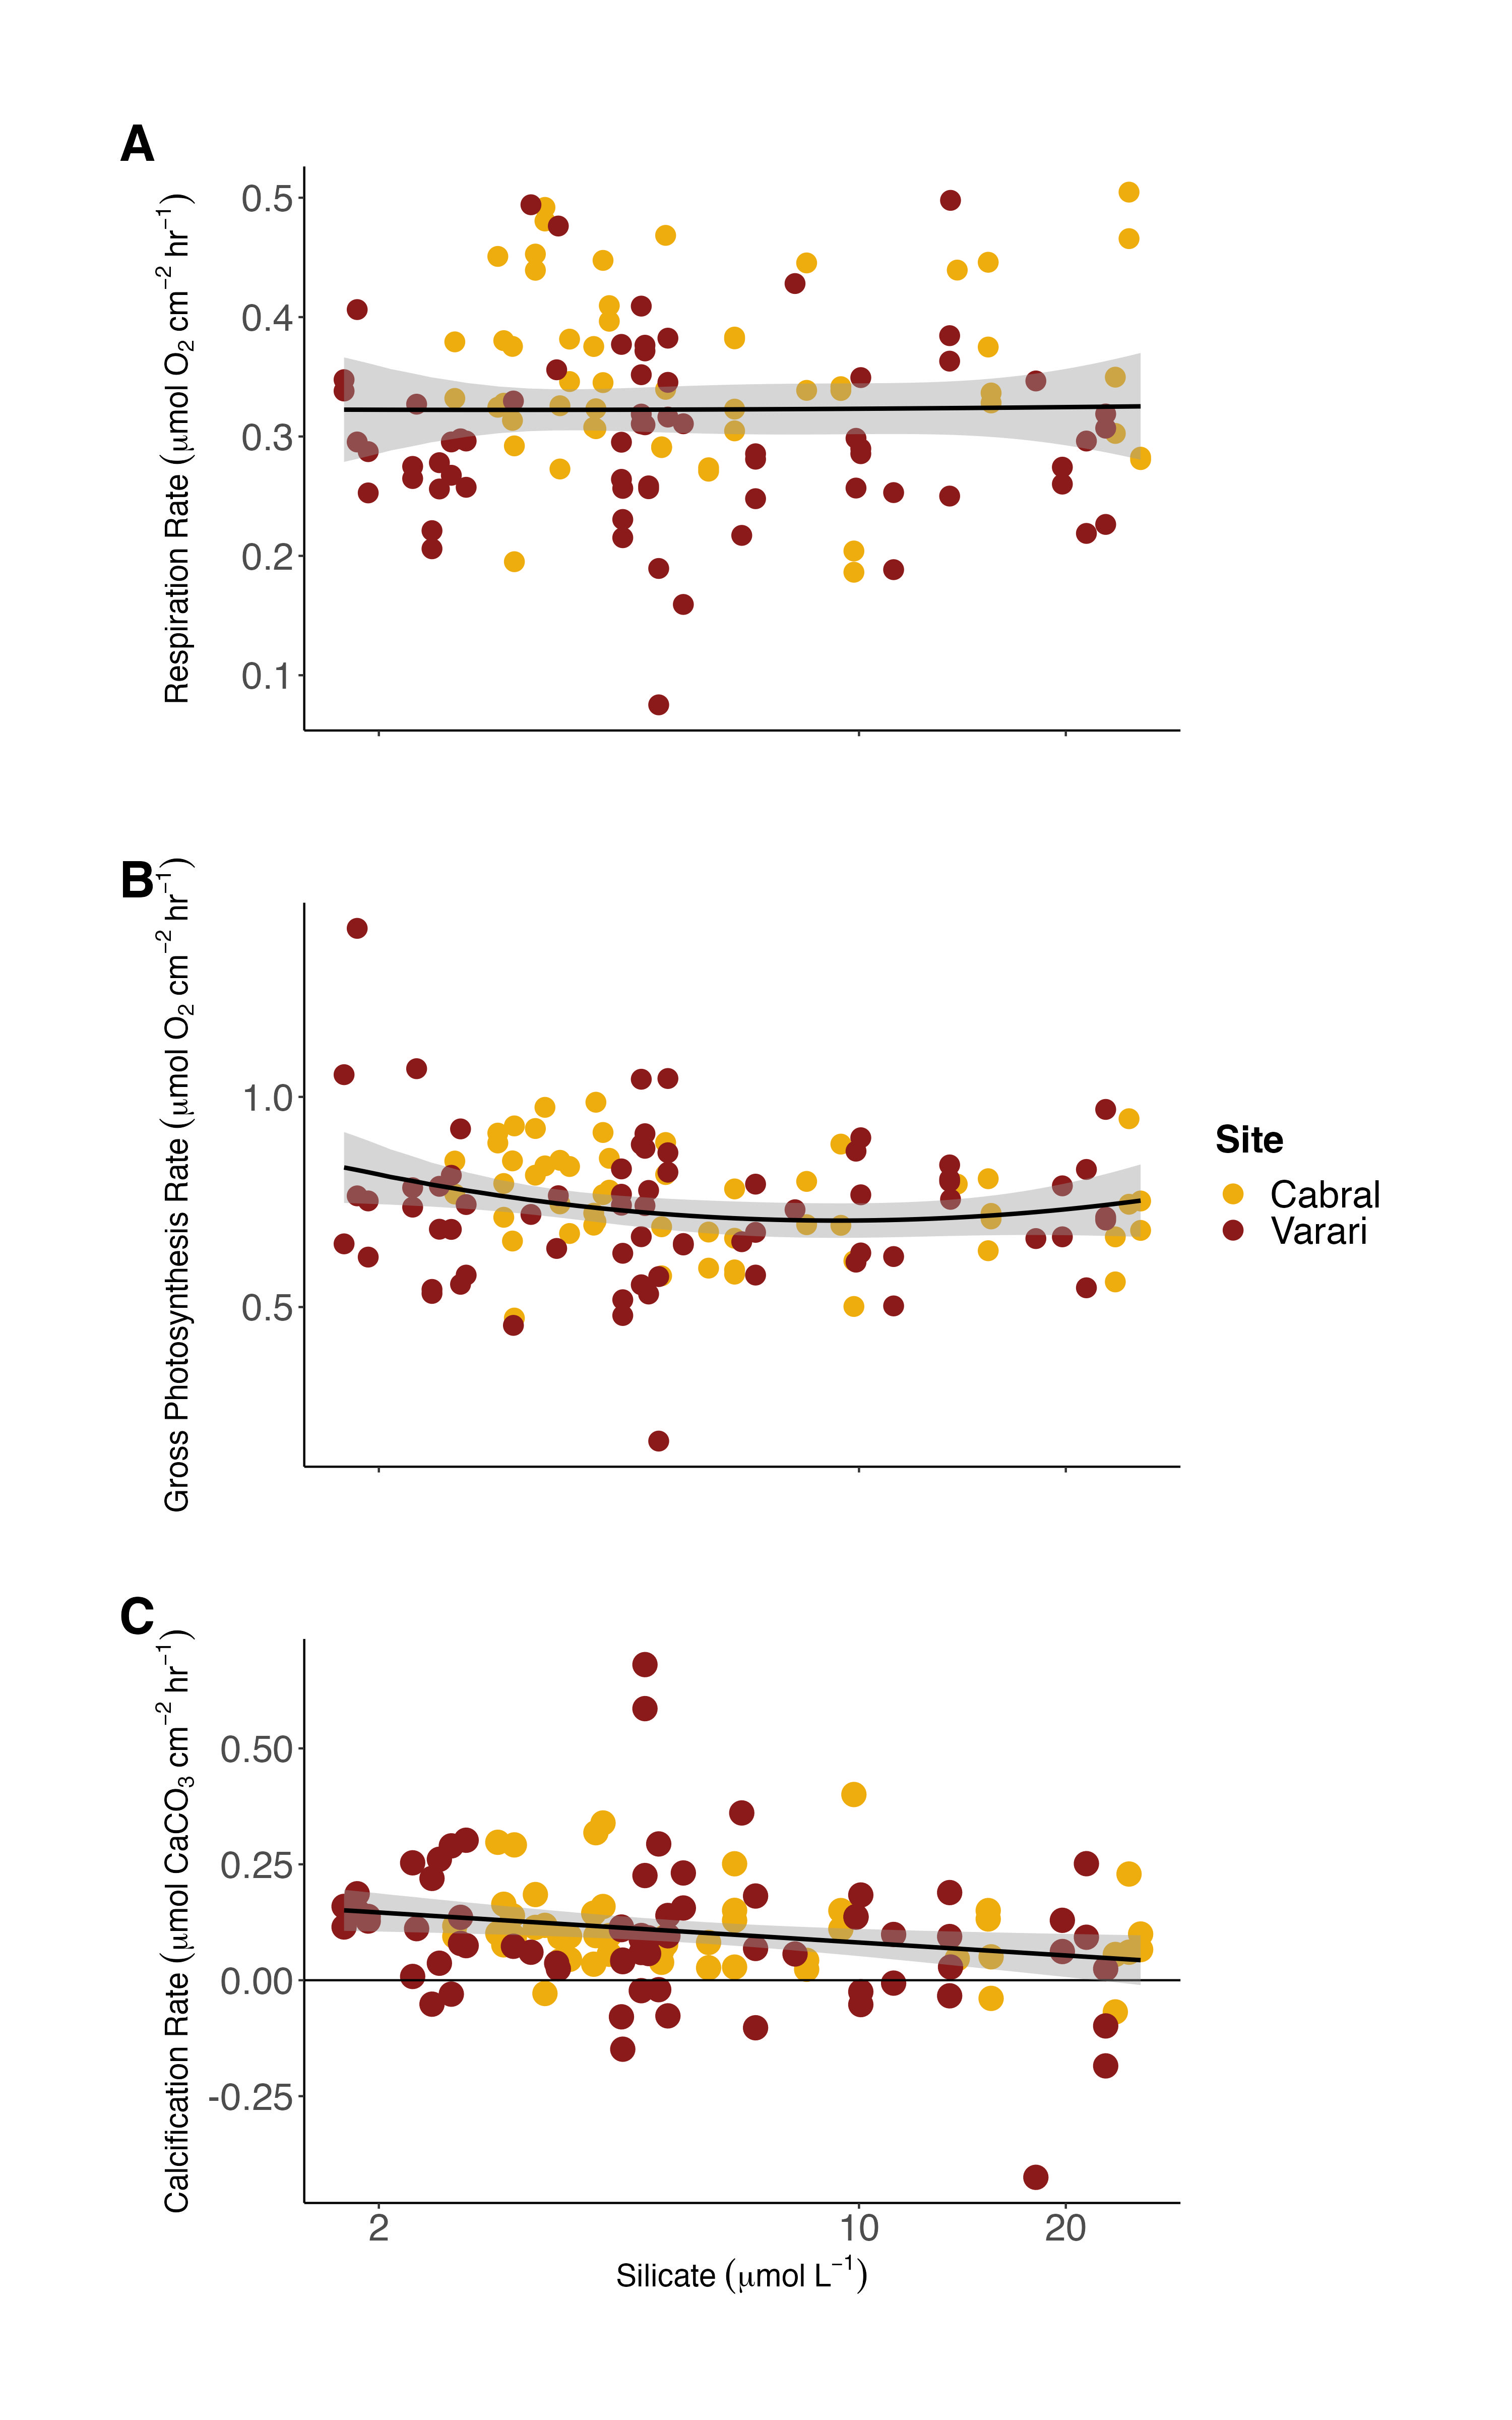 A
Respiration Rate (μmol O₂ cm⁻² hr⁻¹)
0.5
0.4
0.3
0.2
0.1
B
Gross Photosynthesis Rate (μmol O₂ cm⁻² hr⁻¹)
1.0
0.5
Site
Cabral
Varari
C
Calcification Rate (μmol CaCO₃ cm⁻² hr⁻¹)
0.50
0.25
0.00
-0.25
2 10 20
Silicate (μmol L⁻¹)